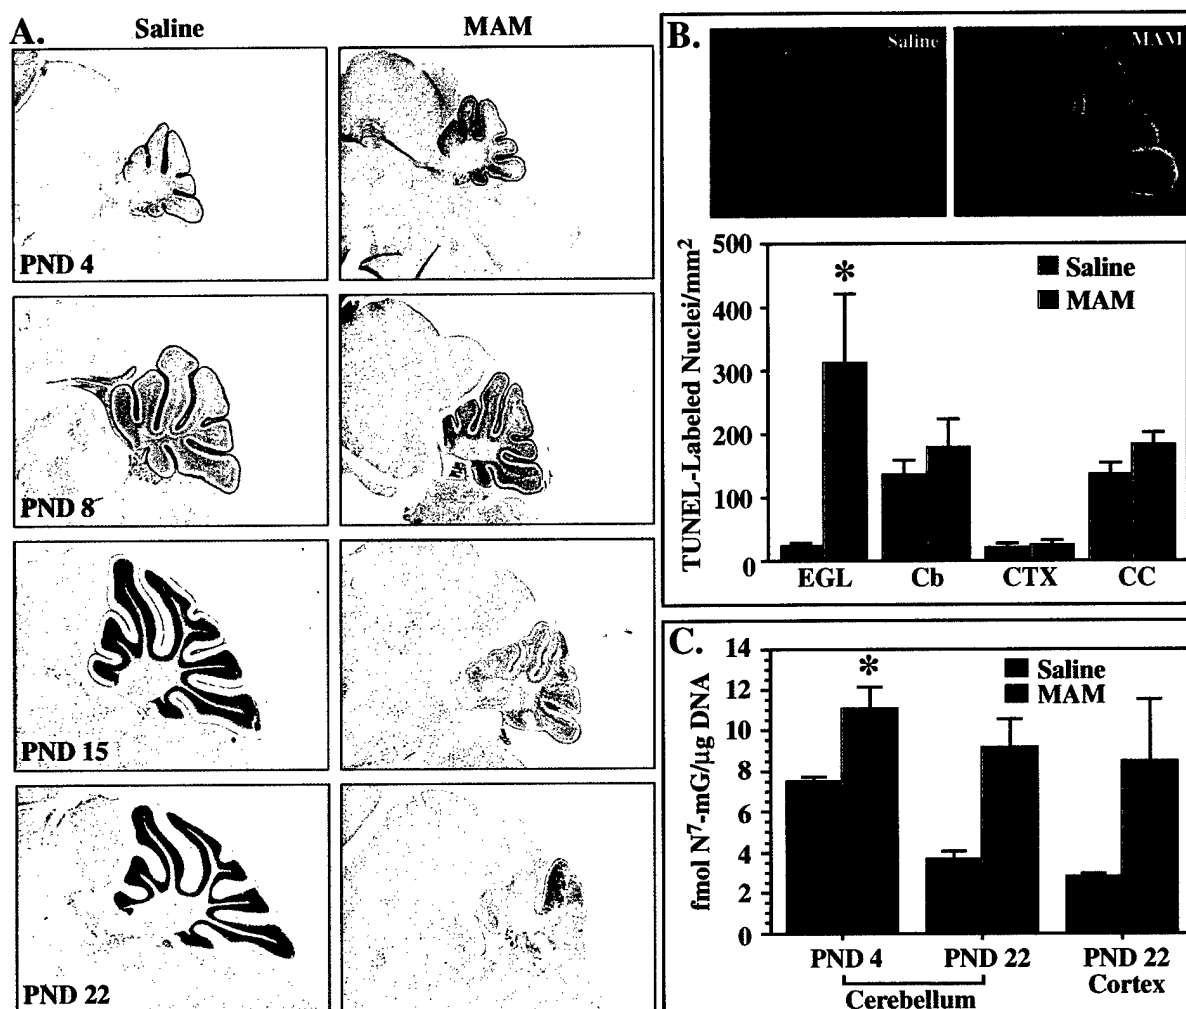 A.
Saline
MAM
PND 4
PND 8
PND 15
PND 22
B.
Saline
MAM
TUNEL-Labeled Nuclei/mm²
500
400
300
200
100
0
*
Saline
MAM
EGL
Cb
CTX
CC
C.
fmol N⁷-mG/µg DNA
14
12
10
8
6
4
2
0
*
Saline
MAM
PND 4
PND 22
PND 22
Cerebellum
Cortex